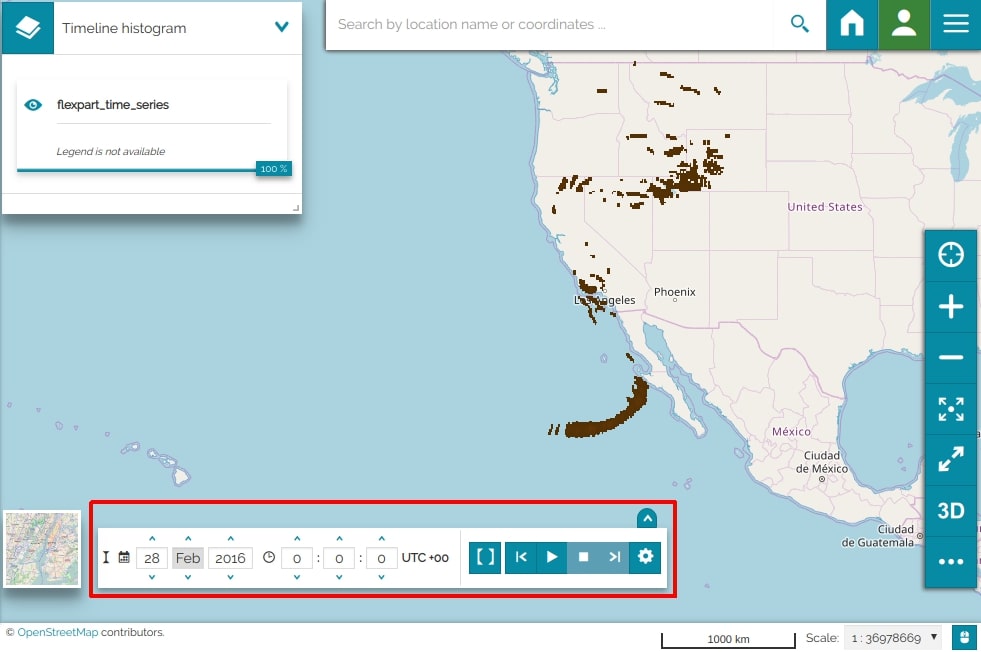 Timeline histogram
Search by location name or coordinates ...
flexpart_time_series
Legend is not available
100 %
United States
Los Angeles
Phoenix
México
Ciudad
de México
Ciudad
de Guatemala
3D
28 Feb 2016 0 : 0 : 0 UTC +00
© OpenStreetMap contributors.
1000 km
Scale: 1 : 36978669